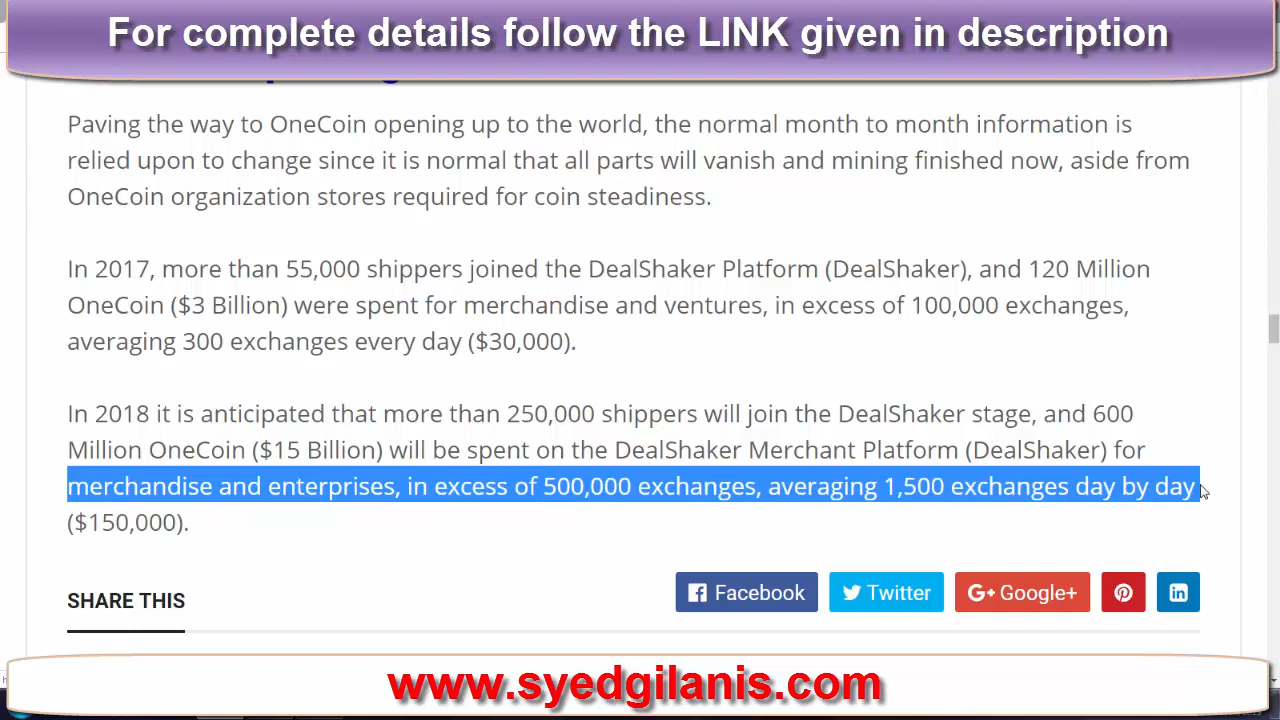 For complete details follow the LINK given in description
Paving the way to OneCoin opening up to the world, the normal month to month information is
relied upon to change since it is normal that all parts will vanish and mining finished now, aside from
OneCoin organization stores required for coin steadiness.
In 2017, more than 55,000 shippers joined the DealShaker Platform (DealShaker), and 120 Million
OneCoin ($3 Billion) were spent for merchandise and ventures, in excess of 100,000 exchanges,
averaging 300 exchanges every day ($30,000).
In 2018 it is anticipated that more than 250,000 shippers will join the DealShaker stage, and 600
Million OneCoin ($15 Billion) will be spent on the DealShaker Merchant Platform (DealShaker) for
merchandise and enterprises, in excess of 500,000 exchanges, averaging 1,500 exchanges day by day
($150,000).
SHARE THIS
Facebook
Twitter
G+ Google+
www.syedgilanis.com